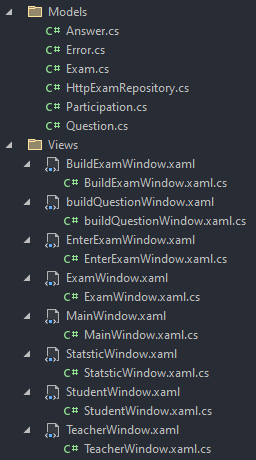 Models
C# Answer.cs
C# Error.cs
C# Exam.cs
C# HttpExamRepository.cs
C# Participation.cs
C# Question.cs
Views
BuildExamWindow.xaml
C# BuildExamWindow.xaml.cs
buildQuestionWindow.xaml
C# buildQuestionWindow.xaml.cs
EnterExamWindow.xaml
C# EnterExamWindow.xaml.cs
ExamWindow.xaml
C# ExamWindow.xaml.cs
MainWindow.xaml
C# MainWindow.xaml.cs
StatsticWindow.xaml
C# StatsticWindow.xaml.cs
StudentWindow.xaml
C# StudentWindow.xaml.cs
TeacherWindow.xaml
C# TeacherWindow.xaml.cs